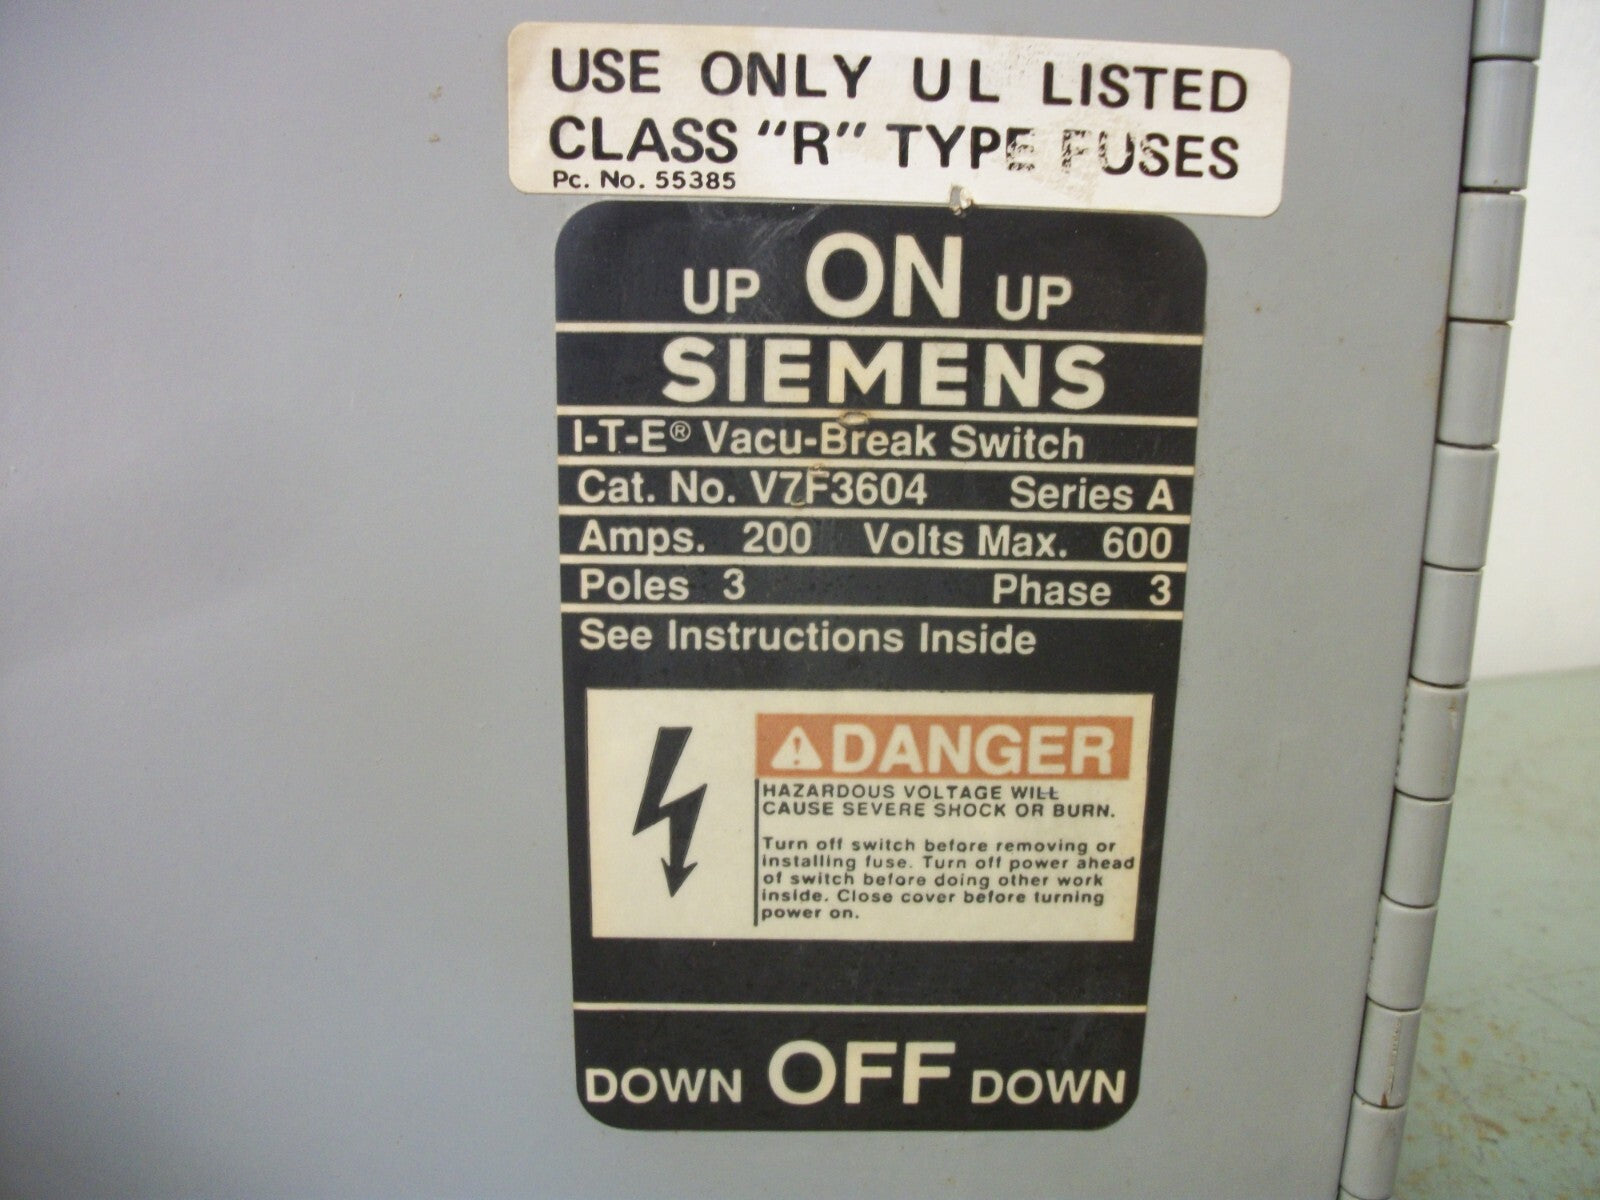 USE ONLY UL LISTED
CLASS "R" TYPE FUSES
Pc. No. 55385
UP ON UP
SIEMENS
I-T-E® Vacu-Break Switch
Cat. No. V7F3604 Series A
Amps. 200 Volts Max. 600
Poles 3 Phase 3
See Instructions Inside
DANGER
HAZARDOUS VOLTAGE WILL
CAUSE SEVERE SHOCK OR BURN.
Turn off switch before removing or
installing fuse. Turn off power ahead
of switch before doing other work
inside. Close cover before turning
power on.
DOWN OFF DOWN